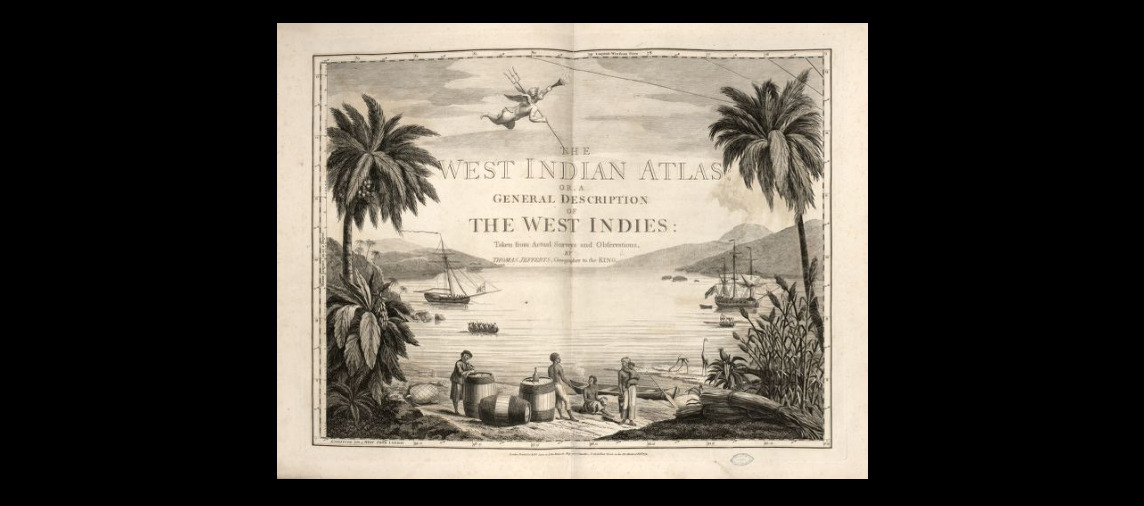 THE
WEST INDIAN ATLAS
OR, A
GENERAL DESCRIPTION
OF
THE WEST INDIES:
Taken from Actual Surveys and Observations,
BY
THOMAS JEFFERYS, Geographer to the KING.